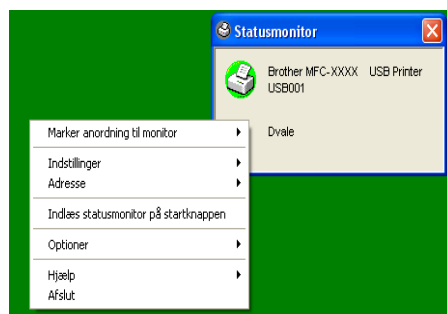 Statusmonitor
Brother MFC-XXXX USB Printer
USB001
Dvale
Marker anordning til monitor
Indstillinger
Adresse
Indlæs statusmonitor på startknappen
Optioner
Hjælp
Afslut